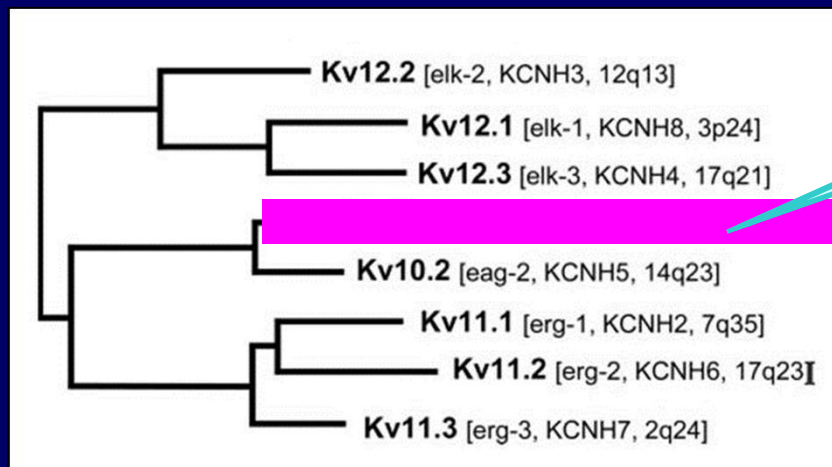 Kv12.2 [elk-2, KCNH3, 12q13]
Kv12.1 [elk-1, KCNH8, 3p24]
Kv12.3 [elk-3, KCNH4, 17q21]
Kv10.2 [eag-2, KCNH5, 14q23]
Kv11.1 [erg-1, KCNH2, 7q35]
Kv11.2 [erg-2, KCNH6, 17q23]
Kv11.3 [erg-3, KCNH7, 2q24]